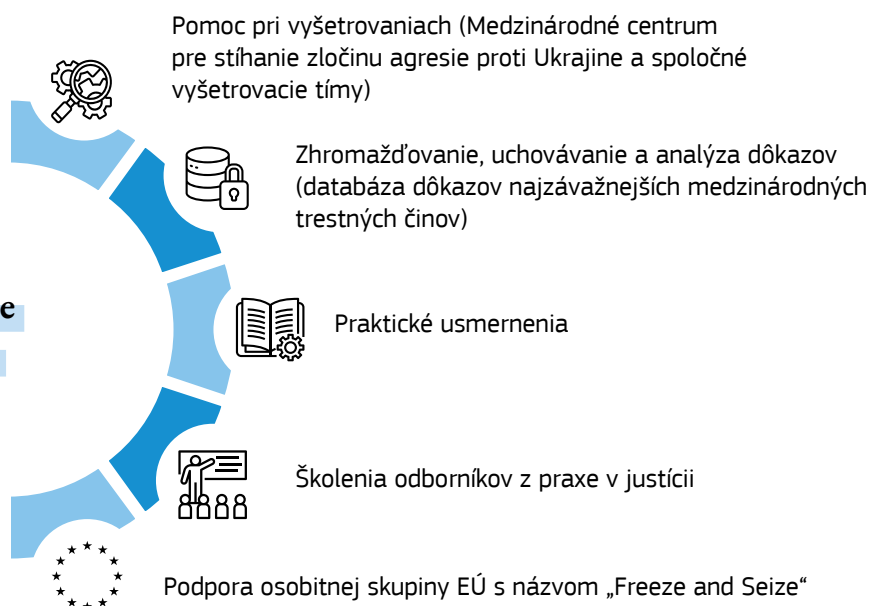 Pomoc pri vyšetrovaniach (Medzinárodné centrum
pre stíhanie zločinu agresie proti Ukrajine a spoločné
vyšetrovacie tímy)
Zhromažďovanie, uchovávanie a analýza dôkazov
(databáza dôkazov najzávažnejších medzinárodných
trestných činov)
e
Praktické usmernenia
Školenia odborníkov z praxe v justícii
Podpora osobitnej skupiny EÚ s názvom „Freeze and Seize“